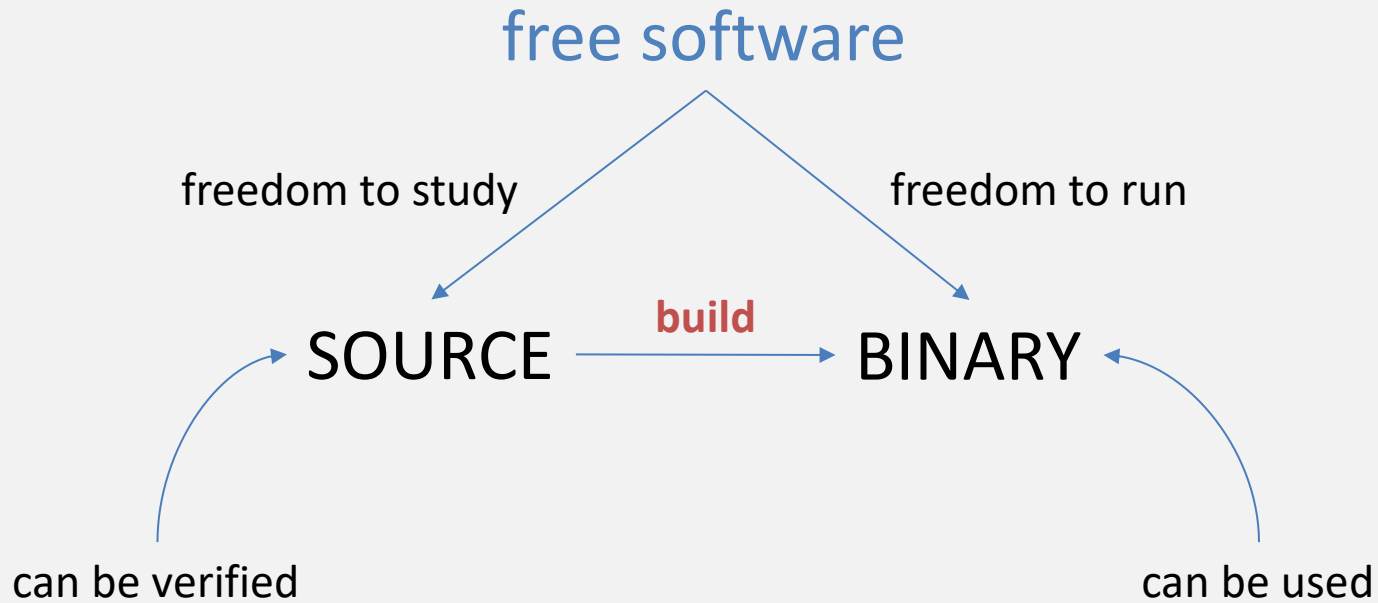 free software
freedom to study
freedom to run
build
SOURCE
BINARY
can be verified
can be used